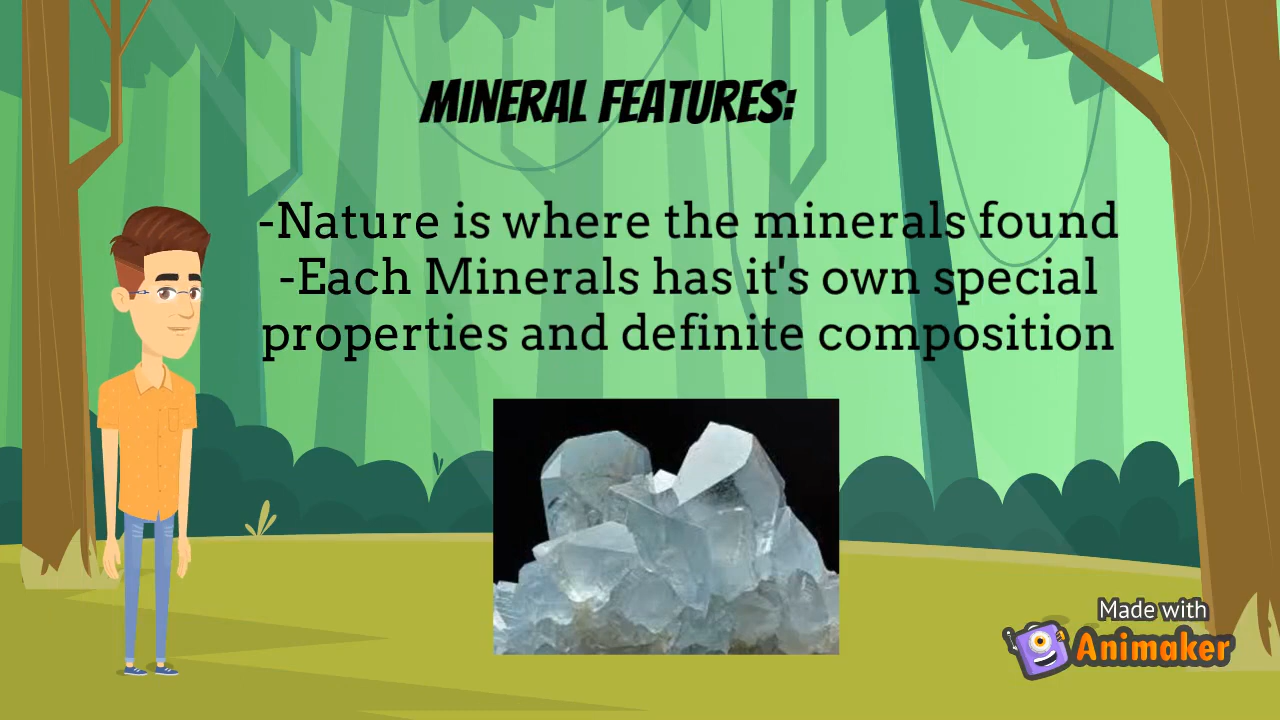 MINERAL FEATURES:
-Nature is where the minerals found
-Each Minerals has it's own special
properties and definite composition
Made with
Animaker